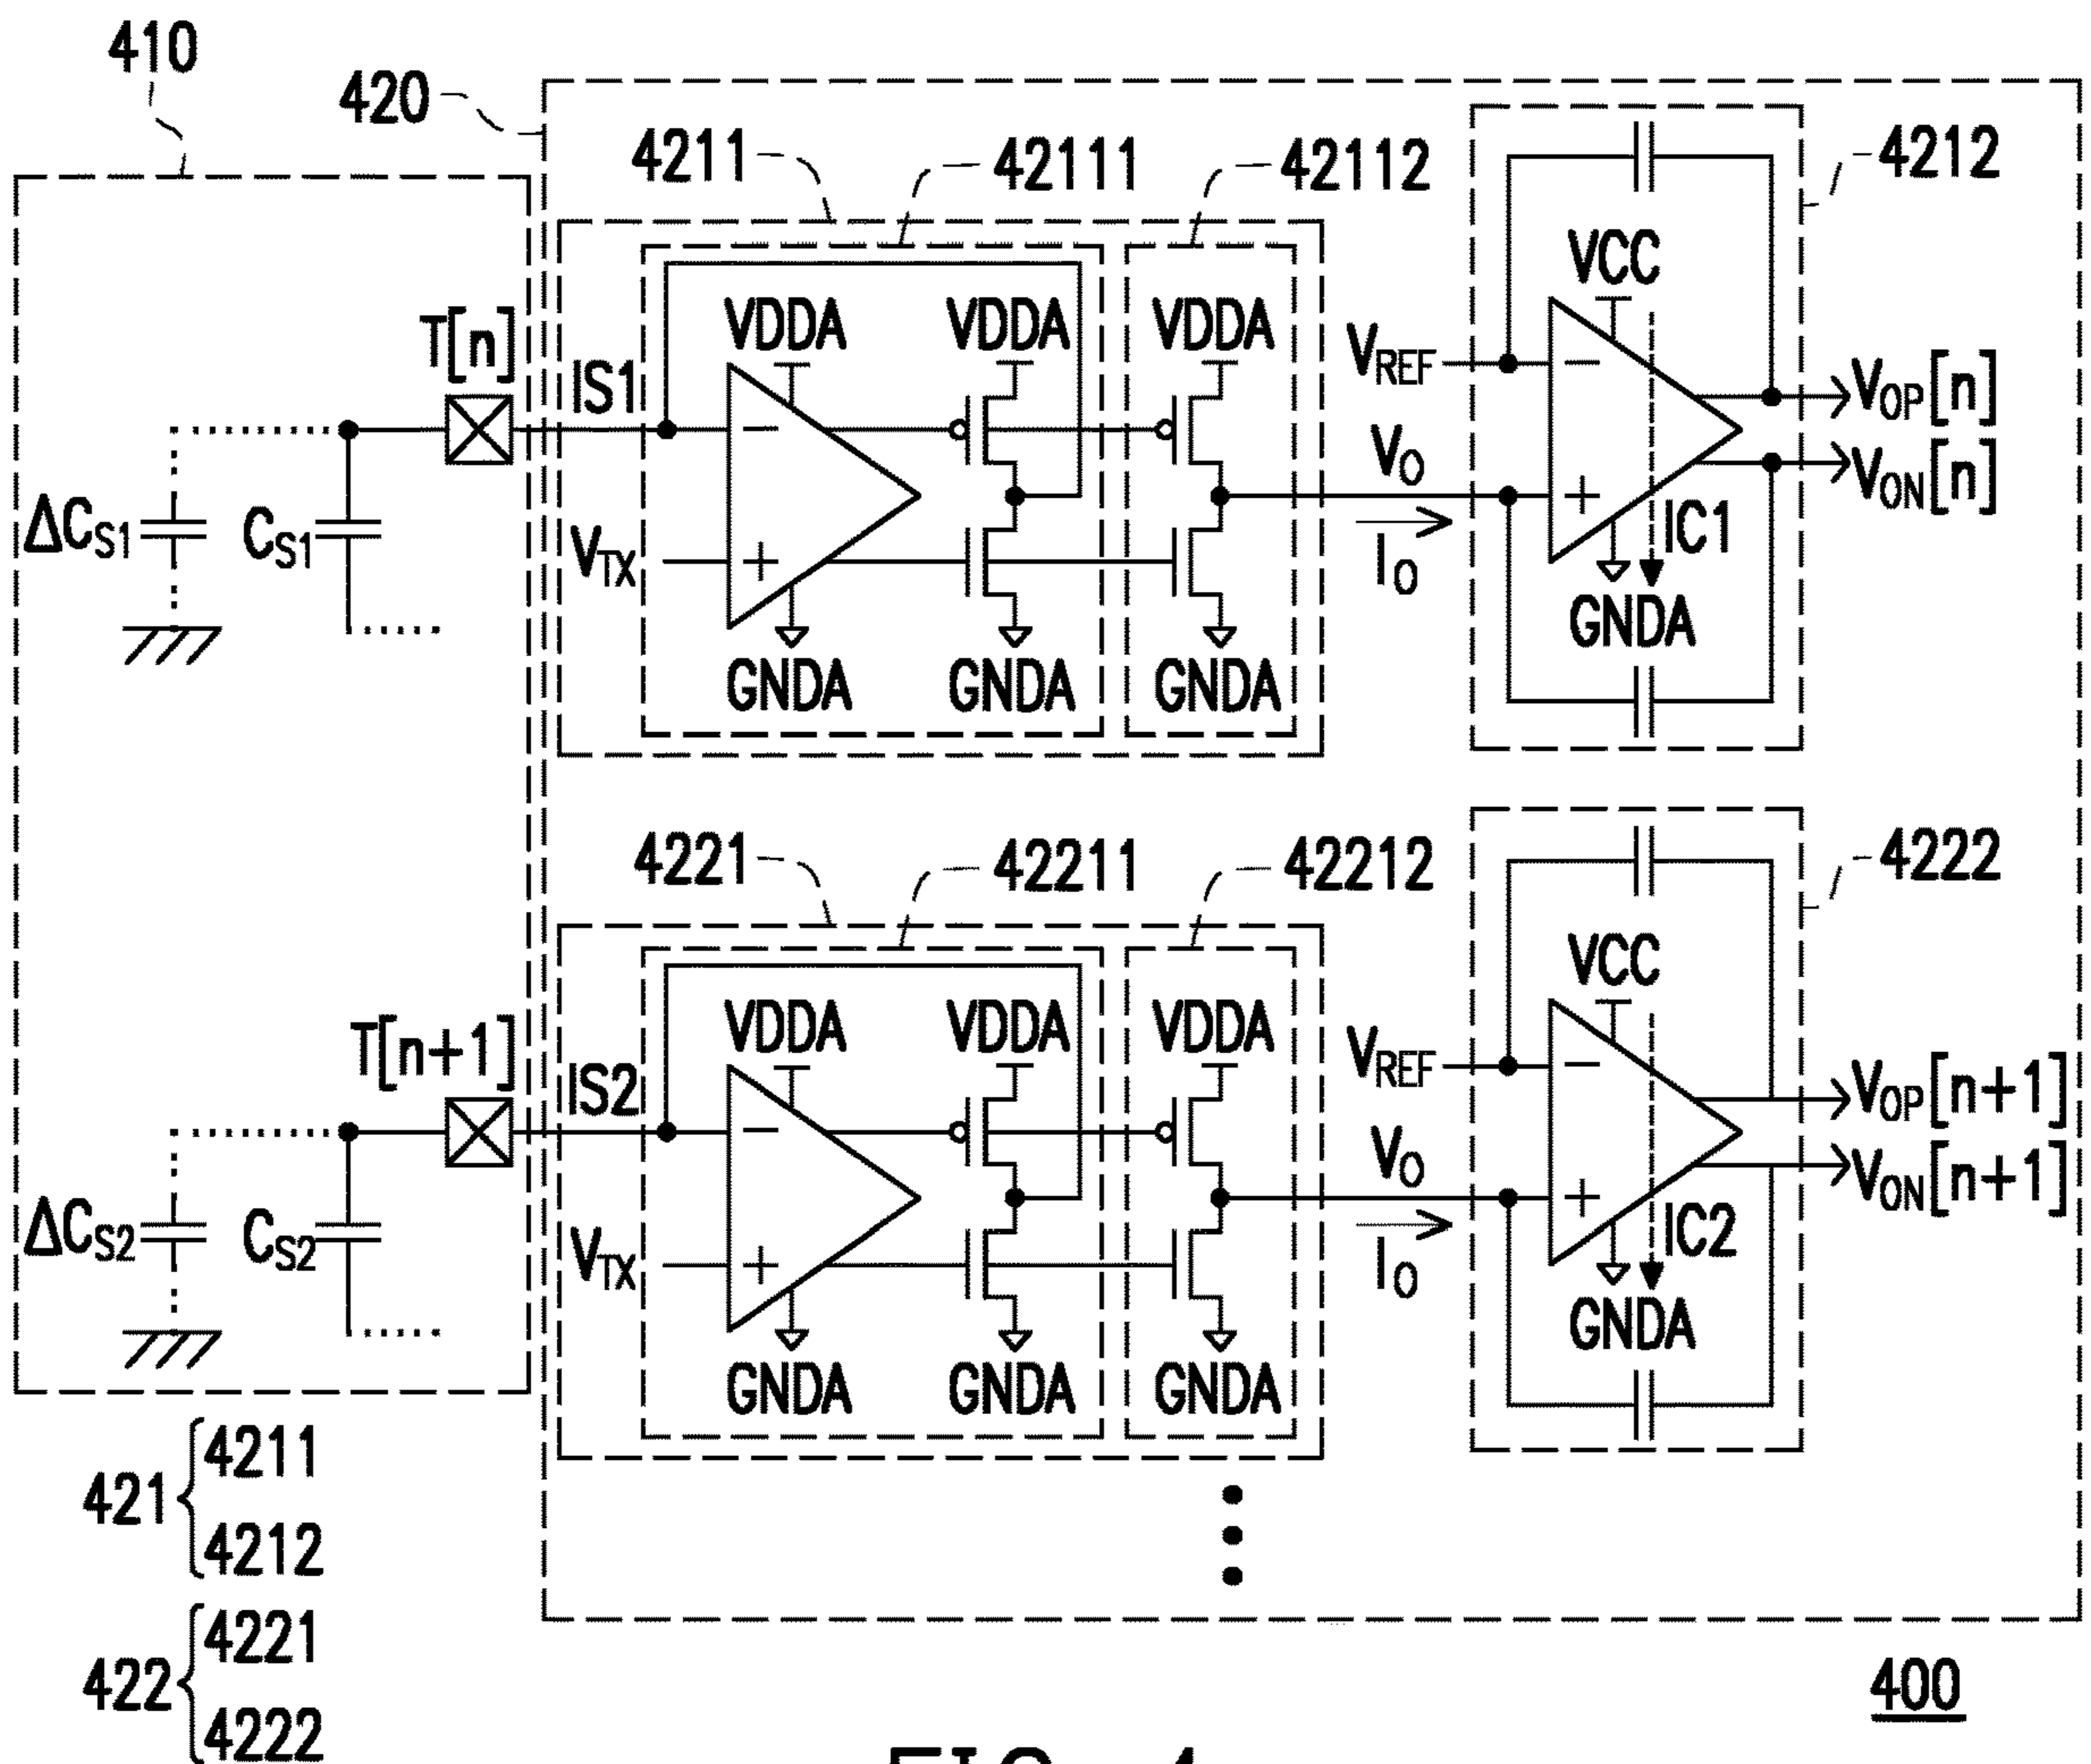 410
420
4211
42111
42112
4212
T[n]
IS1
VDDA
VDDA
VDDA
VCC
VREF
VOP[n]
VO
VON[n]
ΔCS1
CS1
VTX
IO
IC1
GNDA
GNDA
GNDA
GNDA
4221
42211
42212
4222
T[n+1]
IS2
VDDA
VDDA
VDDA
VCC
VREF
VOP[n+1]
VO
VON[n+1]
ΔCS2
CS2
VTX
IO
IC2
GNDA
GNDA
GNDA
GNDA
421 { 4211
4212
422 { 4221
4222
400
FIG. 4